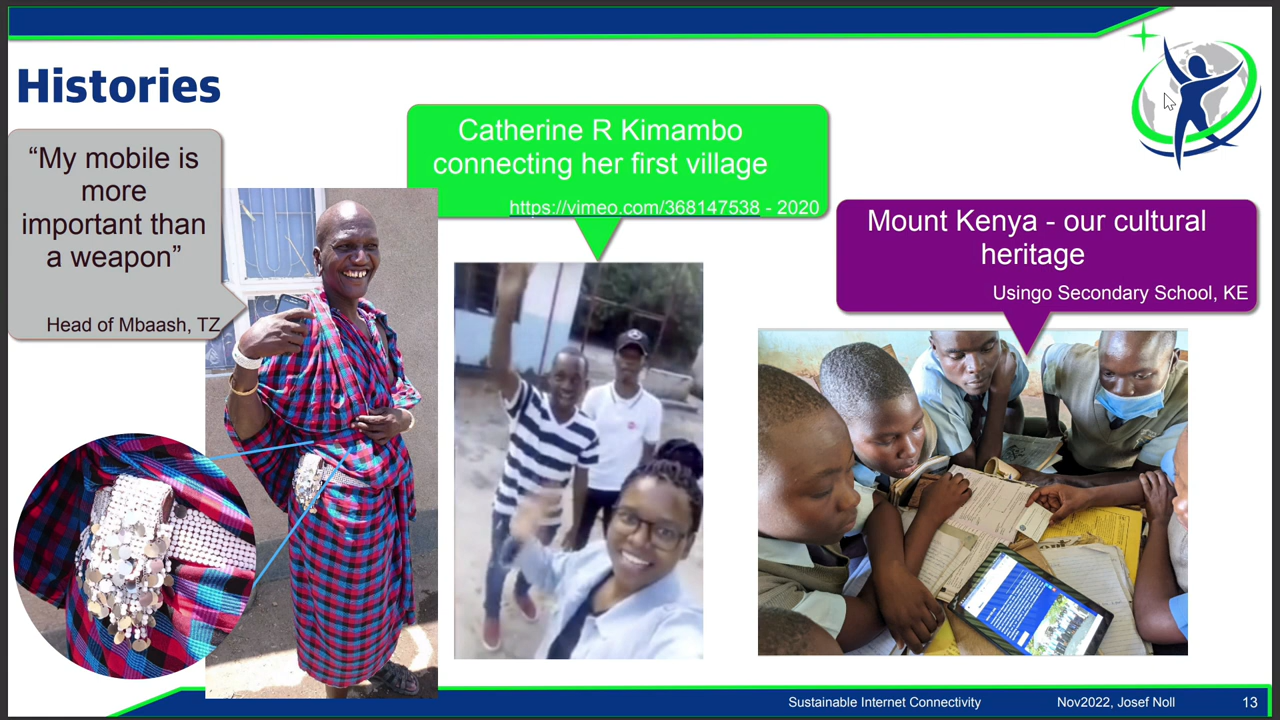 Histories
“My mobile is
more
important than
a weapon”
Head of Mbaash, TZ
Catherine R Kimambo
connecting her first village
https://vimeo.com/368147538 - 2020
Mount Kenya - our cultural
heritage
Usingo Secondary School, KE
Sustainable Internet Connectivity
Nov2022, Josef Noll
13